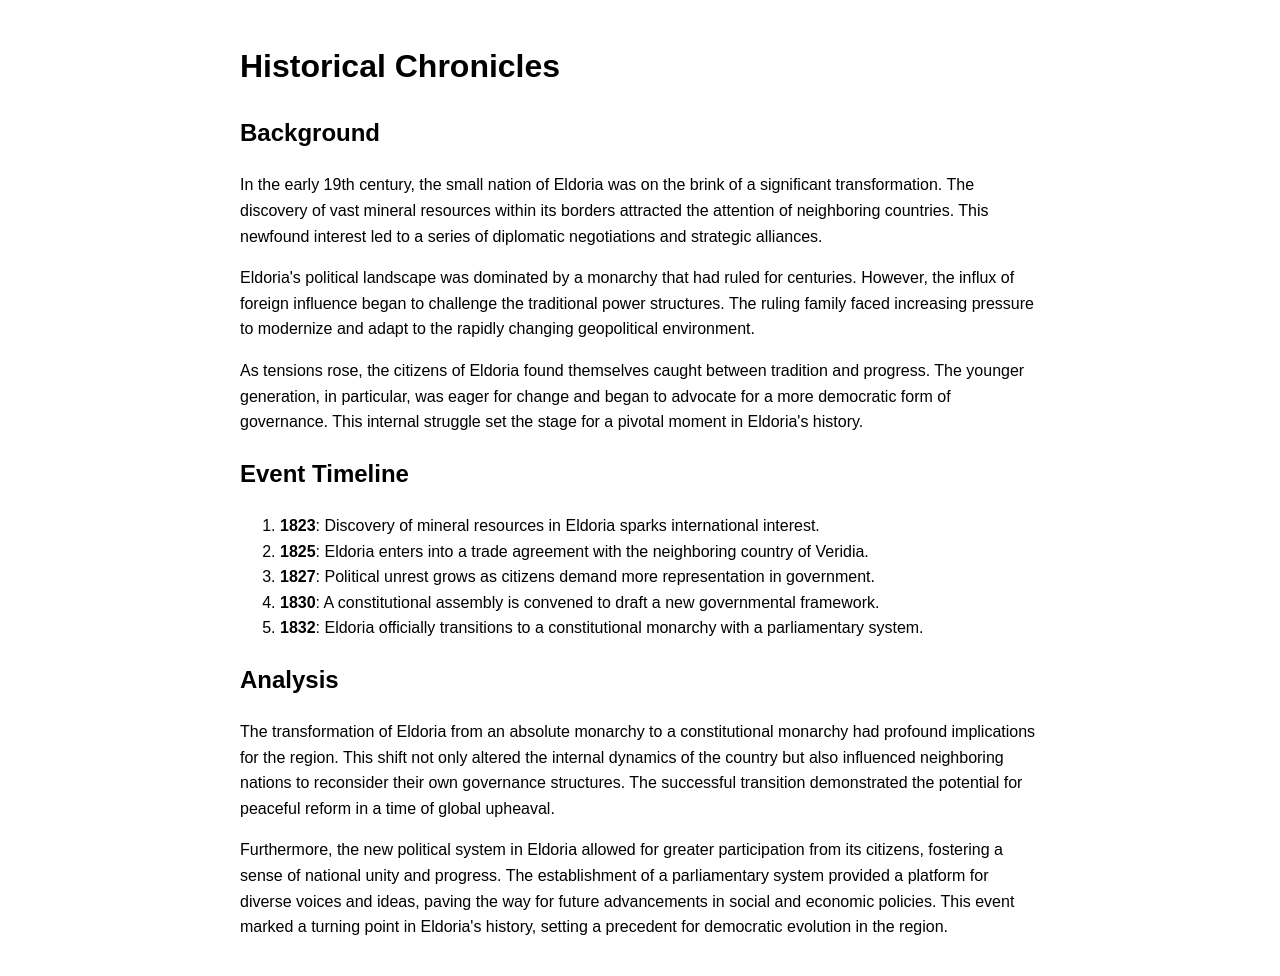 Historical Chronicles
Background
In the early 19th century, the small nation of Eldoria was on the brink of a significant transformation. The
discovery of vast mineral resources within its borders attracted the attention of neighboring countries. This
newfound interest led to a series of diplomatic negotiations and strategic alliances.
Eldoria's political landscape was dominated by a monarchy that had ruled for centuries. However, the influx of
foreign influence began to challenge the traditional power structures. The ruling family faced increasing pressure
to modernize and adapt to the rapidly changing geopolitical environment.
As tensions rose, the citizens of Eldoria found themselves caught between tradition and progress. The younger
generation, in particular, was eager for change and began to advocate for a more democratic form of
governance. This internal struggle set the stage for a pivotal moment in Eldoria's history.
Event Timeline
1. 1823: Discovery of mineral resources in Eldoria sparks international interest.
2. 1825: Eldoria enters into a trade agreement with the neighboring country of Veridia.
3. 1827: Political unrest grows as citizens demand more representation in government.
4. 1830: A constitutional assembly is convened to draft a new governmental framework.
5. 1832: Eldoria officially transitions to a constitutional monarchy with a parliamentary system.
Analysis
The transformation of Eldoria from an absolute monarchy to a constitutional monarchy had profound implications
for the region. This shift not only altered the internal dynamics of the country but also influenced neighboring
nations to reconsider their own governance structures. The successful transition demonstrated the potential for
peaceful reform in a time of global upheaval.
Furthermore, the new political system in Eldoria allowed for greater participation from its citizens, fostering a
sense of national unity and progress. The establishment of a parliamentary system provided a platform for
diverse voices and ideas, paving the way for future advancements in social and economic policies. This event
marked a turning point in Eldoria's history, setting a precedent for democratic evolution in the region.